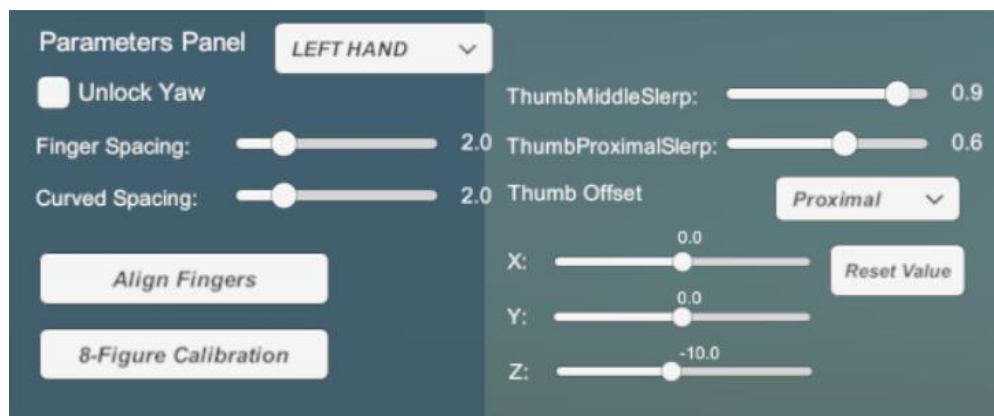 Parameters Panel
LEFT HAND
Unlock Yaw
Finger Spacing: 2.0
Curved Spacing: 2.0
Align Fingers
8-Figure Calibration
ThumbMiddleSlerp: 0.9
ThumbProximalSlerp: 0.6
Thumb Offset
Proximal
X: 0.0
Reset Value
Y: 0.0
Z: -10.0